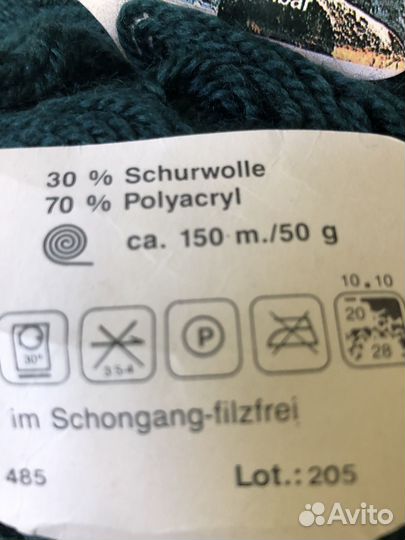 bar
30 % Schurwolle
70 % Polyacryl
ca. 150 m./50 g
10.10
30° 3 5-4 P 20 28
im Schongang-filzfrei
485 Lot.: 205
Avito